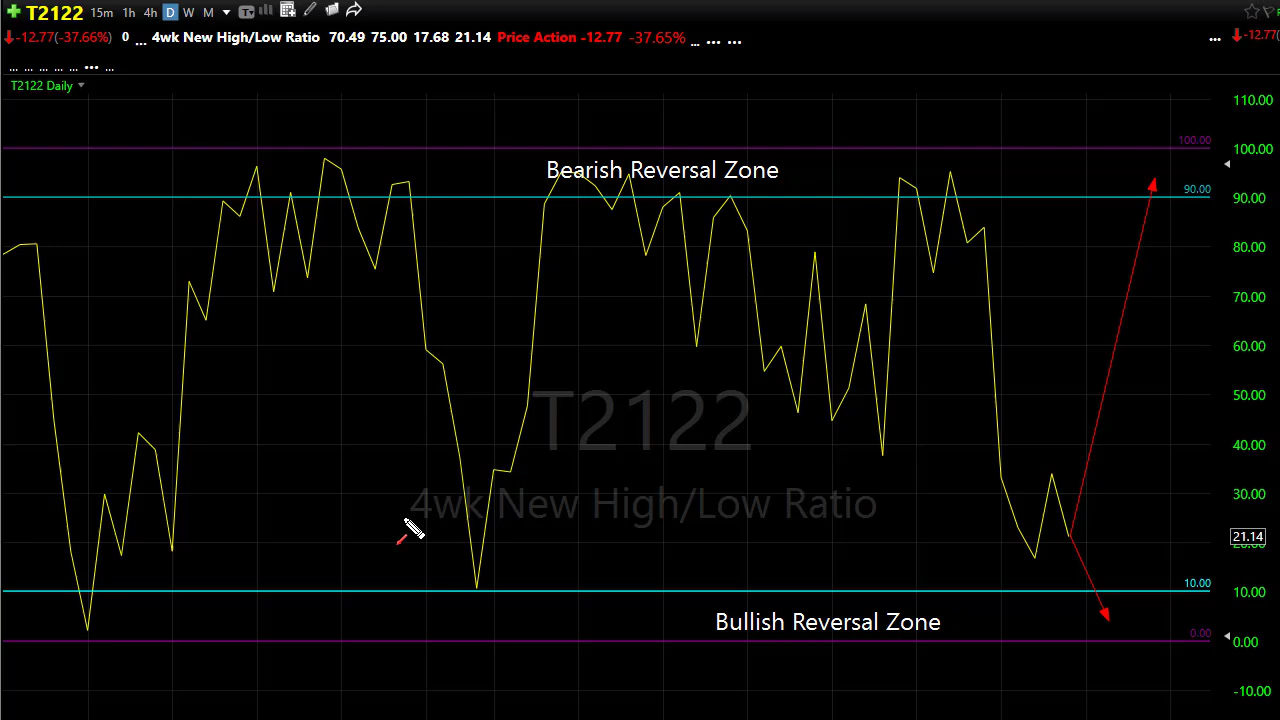 T2122 15m 1h 4h D W M
-12.77(-37.66%) 0 ... 4wk New High/Low Ratio 70.49 75.00 17.68 21.14 Price Action -12.77 -37.65% ... ... ... ... -12.77(
... ... ... ... ... ... ...
T2122 Daily
110.00
100.00
100.00
Bearish Reversal Zone
90.00
90.00
80.00
70.00
60.00
50.00
T2122
40.00
4wk New High/Low Ratio
30.00
21.14
10.00
10.00
Bullish Reversal Zone
0.00
0.00
-10.00